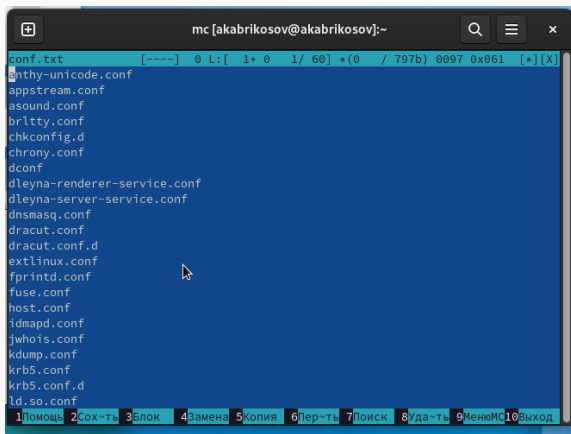 mc [akabrikosov@akabrikosov]:~
conf.txt [----] 0 L:[ 1+ 0 1/ 60] *(0 / 797b) 0097 0x061 [*][X]
anthy-unicode.conf
appstream.conf
asound.conf
brltty.conf
chkconfig.d
chrony.conf
dconf
dleyna-renderer-service.conf
dleyna-server-service.conf
dnsmasq.conf
dracut.conf
dracut.conf.d
extlinux.conf
fprintd.conf
fuse.conf
host.conf
idmapd.conf
jwhois.conf
kdump.conf
krb5.conf
krb5.conf.d
ld.so.conf
1Помощь 2Сох~ть 3Блок 4Замена 5Копия 6Пер~ть 7Поиск 8Уда~ть 9МенюMC 10Выход